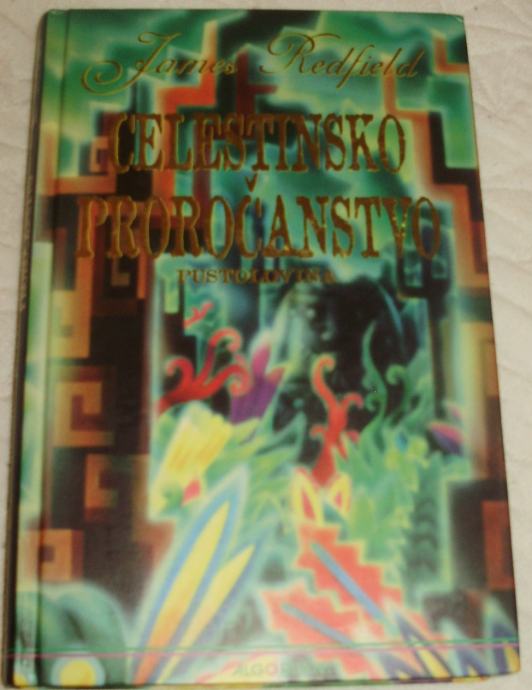 James Redfield
CELESTINSKO
PROROČANSTVO
PUSTOLOVINA